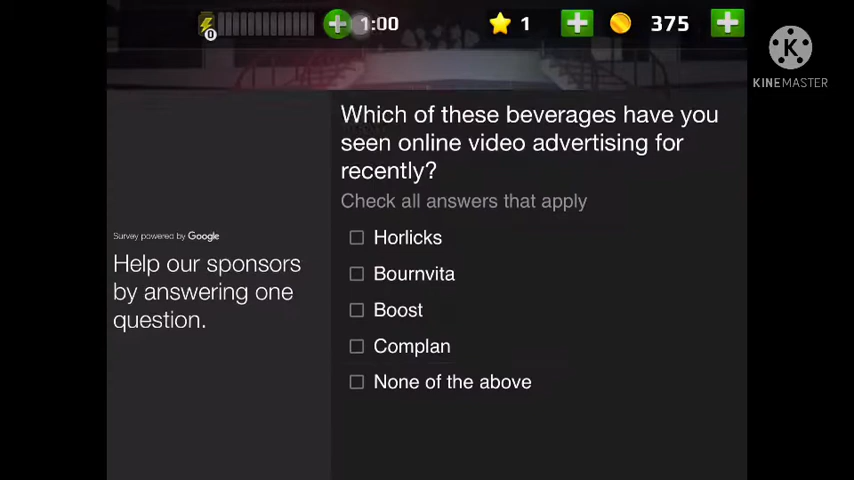 0 1:00 1 375
K
KINEMASTER
Which of these beverages have you
seen online video advertising for
recently?
Check all answers that apply
Survey powered by Google
Help our sponsors
by answering one
question.
Horlicks
Bournvita
Boost
Complan
None of the above